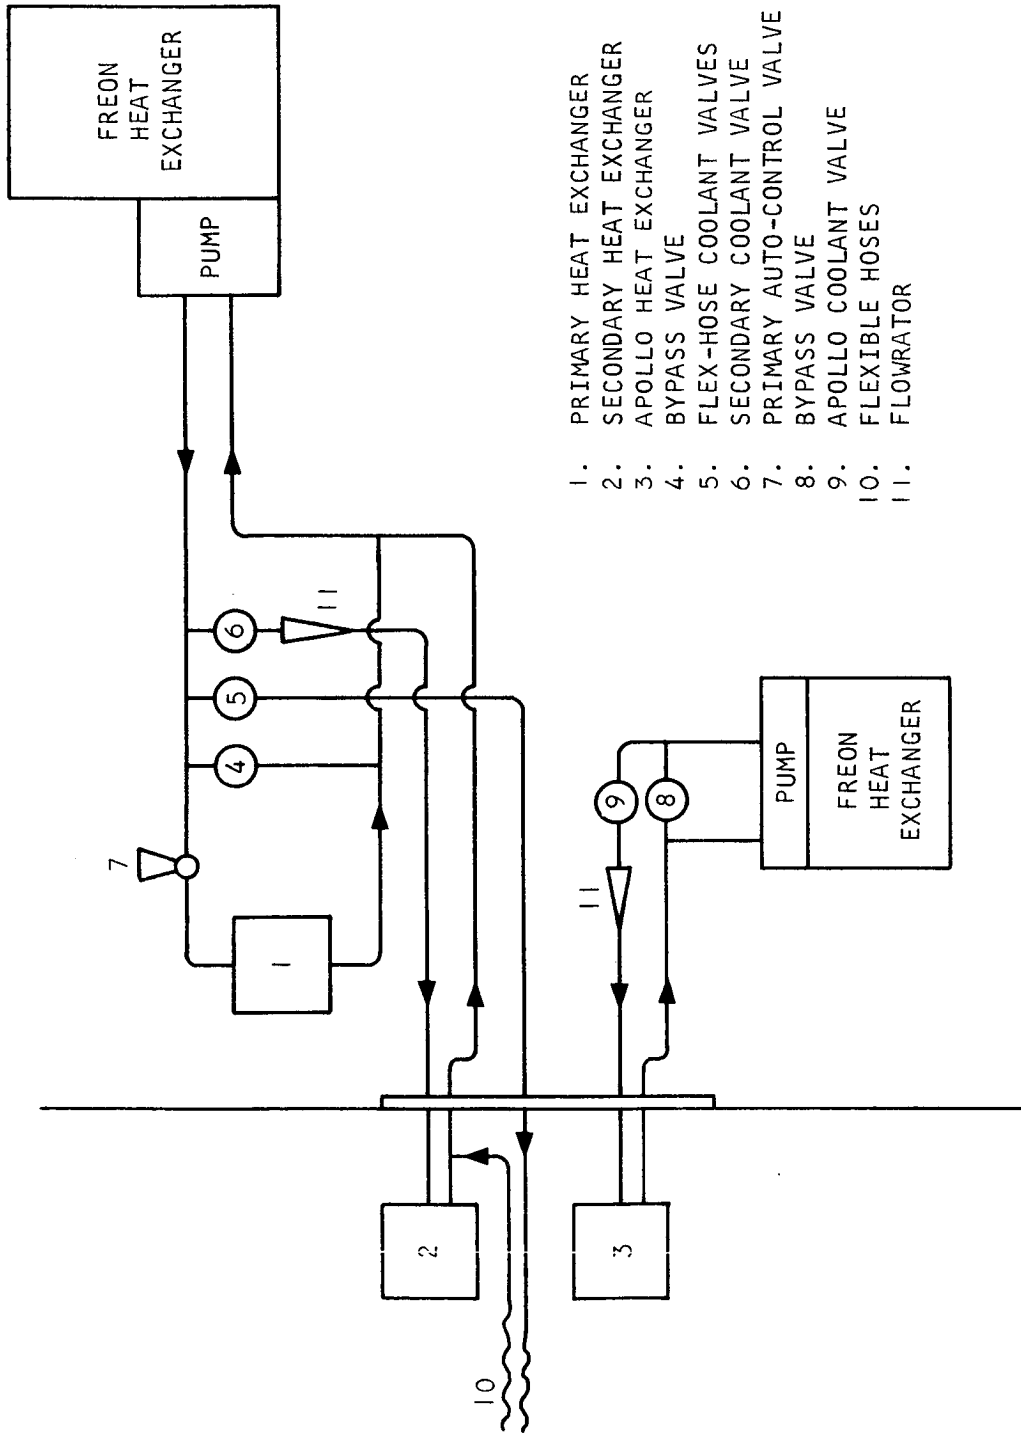 FREON
HEAT
EXCHANGER
PUMP
7
1
4
5
6
11
2
10
3
9
8
11
PUMP
FREON
HEAT
EXCHANGER
1. PRIMARY HEAT EXCHANGER
2. SECONDARY HEAT EXCHANGER
3. APOLLO HEAT EXCHANGER
4. BYPASS VALVE
5. FLEX-HOSE COOLANT VALVES
6. SECONDARY COOLANT VALVE
7. PRIMARY AUTO-CONTROL VALVE
8. BYPASS VALVE
9. APOLLO COOLANT VALVE
10. FLEXIBLE HOSES
11. FLOWRATOR